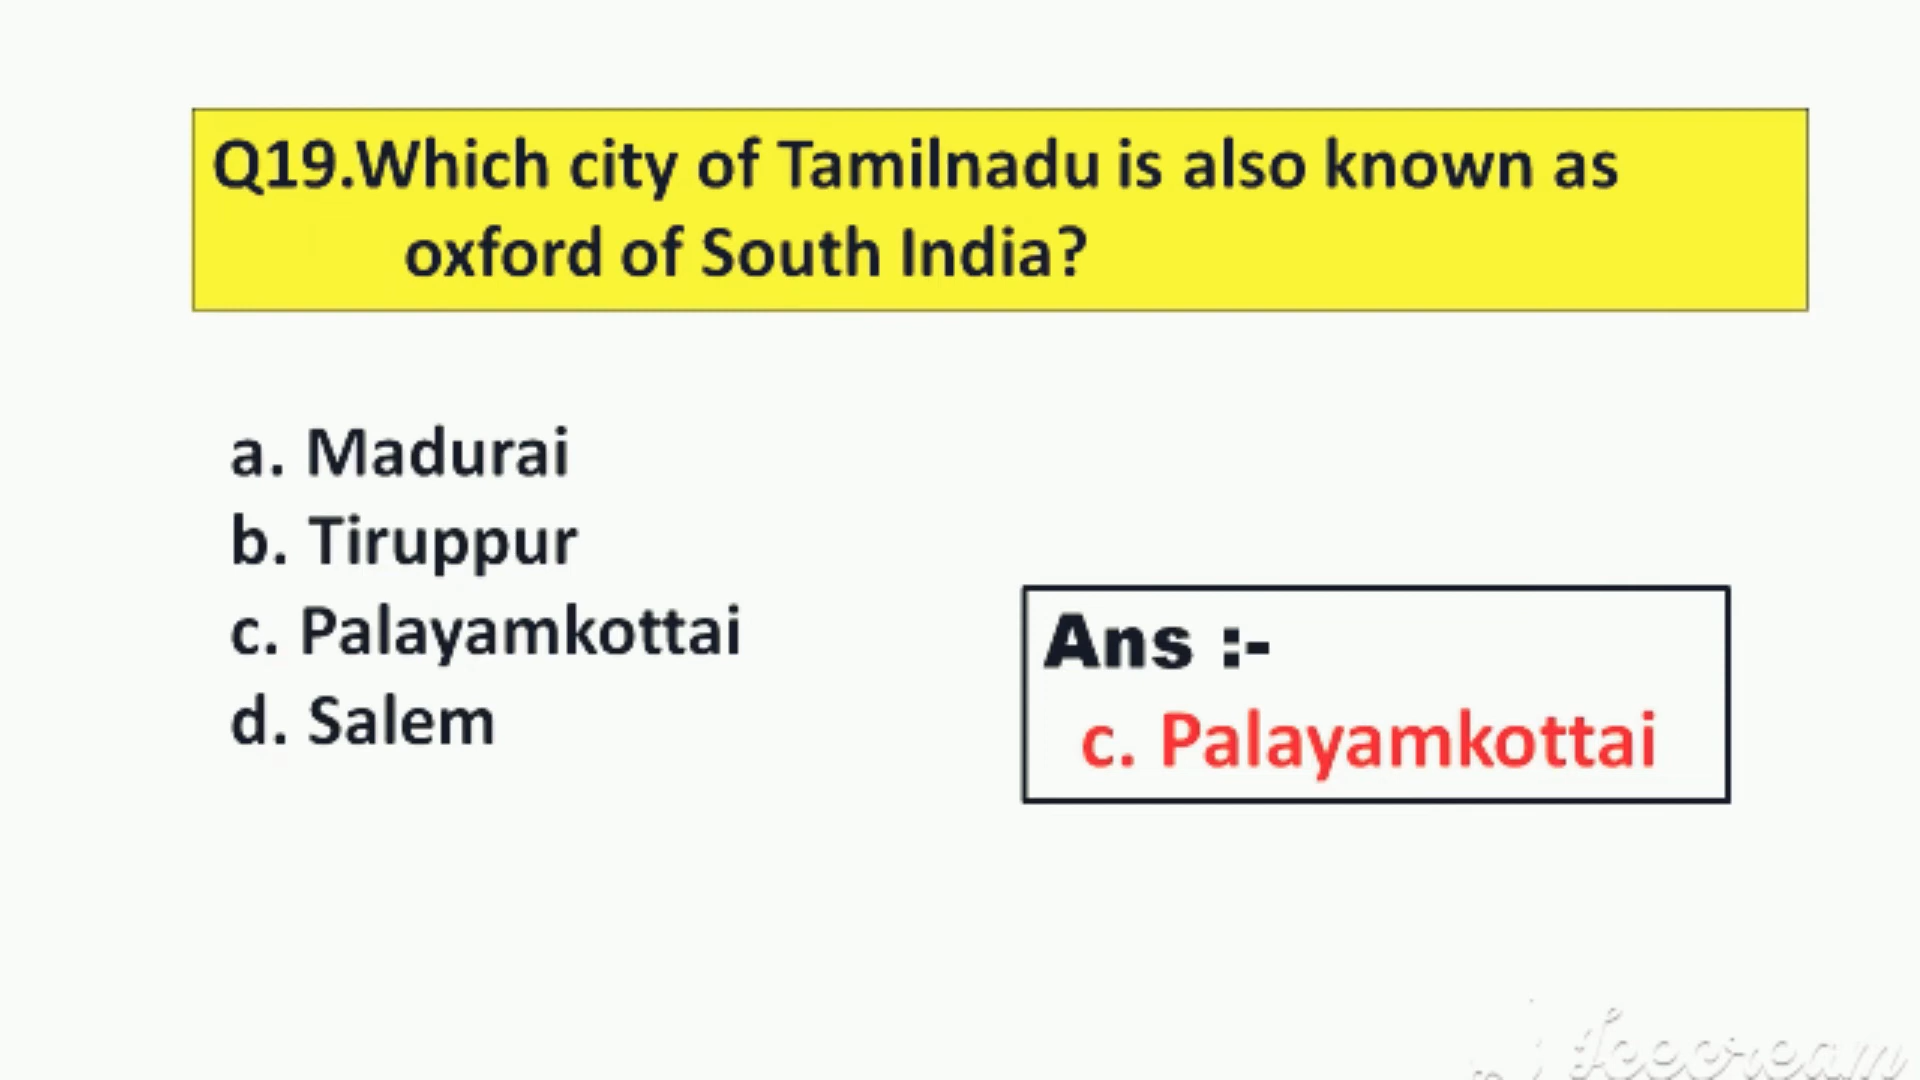 Q19.Which city of Tamilnadu is also known as
oxford of South India?
a. Madurai
b. Tiruppur
c. Palayamkottai
d. Salem
Ans :-
c. Palayamkottai
Icecream